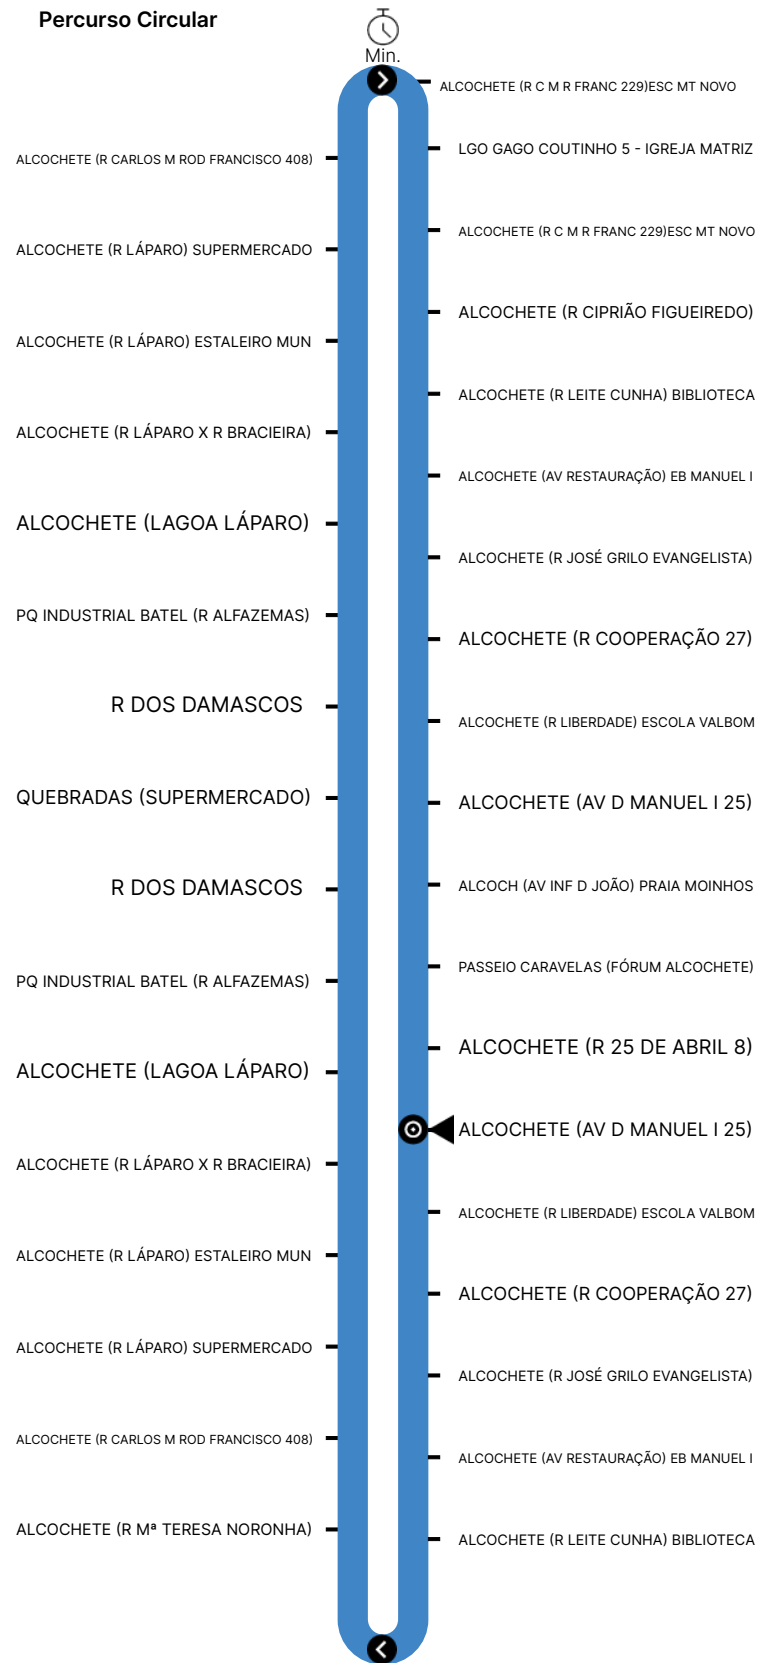 Percurso Circular
Min.
ALCOCHETE (R C M R FRANC 229)ESC MT NOVO
LGO GAGO COUTINHO 5 - IGREJA MATRIZ
ALCOCHETE (R C M R FRANC 229)ESC MT NOVO
ALCOCHETE (R CIPRIÃO FIGUEIREDO)
ALCOCHETE (R LEITE CUNHA) BIBLIOTECA
ALCOCHETE (AV RESTAURAÇÃO) EB MANUEL I
ALCOCHETE (R JOSÉ GRILO EVANGELISTA)
ALCOCHETE (R COOPERAÇÃO 27)
ALCOCHETE (R LIBERDADE) ESCOLA VALBOM
ALCOCHETE (AV D MANUEL I 25)
ALCOCH (AV INF D JOÃO) PRAIA MOINHOS
PASSEIO CARAVELAS (FÓRUM ALCOCHETE)
ALCOCHETE (R 25 DE ABRIL 8)
ALCOCHETE (AV D MANUEL I 25)
ALCOCHETE (R LIBERDADE) ESCOLA VALBOM
ALCOCHETE (R COOPERAÇÃO 27)
ALCOCHETE (R JOSÉ GRILO EVANGELISTA)
ALCOCHETE (AV RESTAURAÇÃO) EB MANUEL I
ALCOCHETE (R LEITE CUNHA) BIBLIOTECA
ALCOCHETE (R CARLOS M ROD FRANCISCO 408)
ALCOCHETE (R LÁPARO) SUPERMERCADO
ALCOCHETE (R LÁPARO) ESTALEIRO MUN
ALCOCHETE (R LÁPARO X R BRACIEIRA)
ALCOCHETE (LAGOA LÁPARO)
PQ INDUSTRIAL BATEL (R ALFAZEMAS)
R DOS DAMASCOS
QUEBRADAS (SUPERMERCADO)
R DOS DAMASCOS
PQ INDUSTRIAL BATEL (R ALFAZEMAS)
ALCOCHETE (LAGOA LÁPARO)
ALCOCHETE (R LÁPARO X R BRACIEIRA)
ALCOCHETE (R LÁPARO) ESTALEIRO MUN
ALCOCHETE (R LÁPARO) SUPERMERCADO
ALCOCHETE (R CARLOS M ROD FRANCISCO 408)
ALCOCHETE (R Mª TERESA NORONHA)